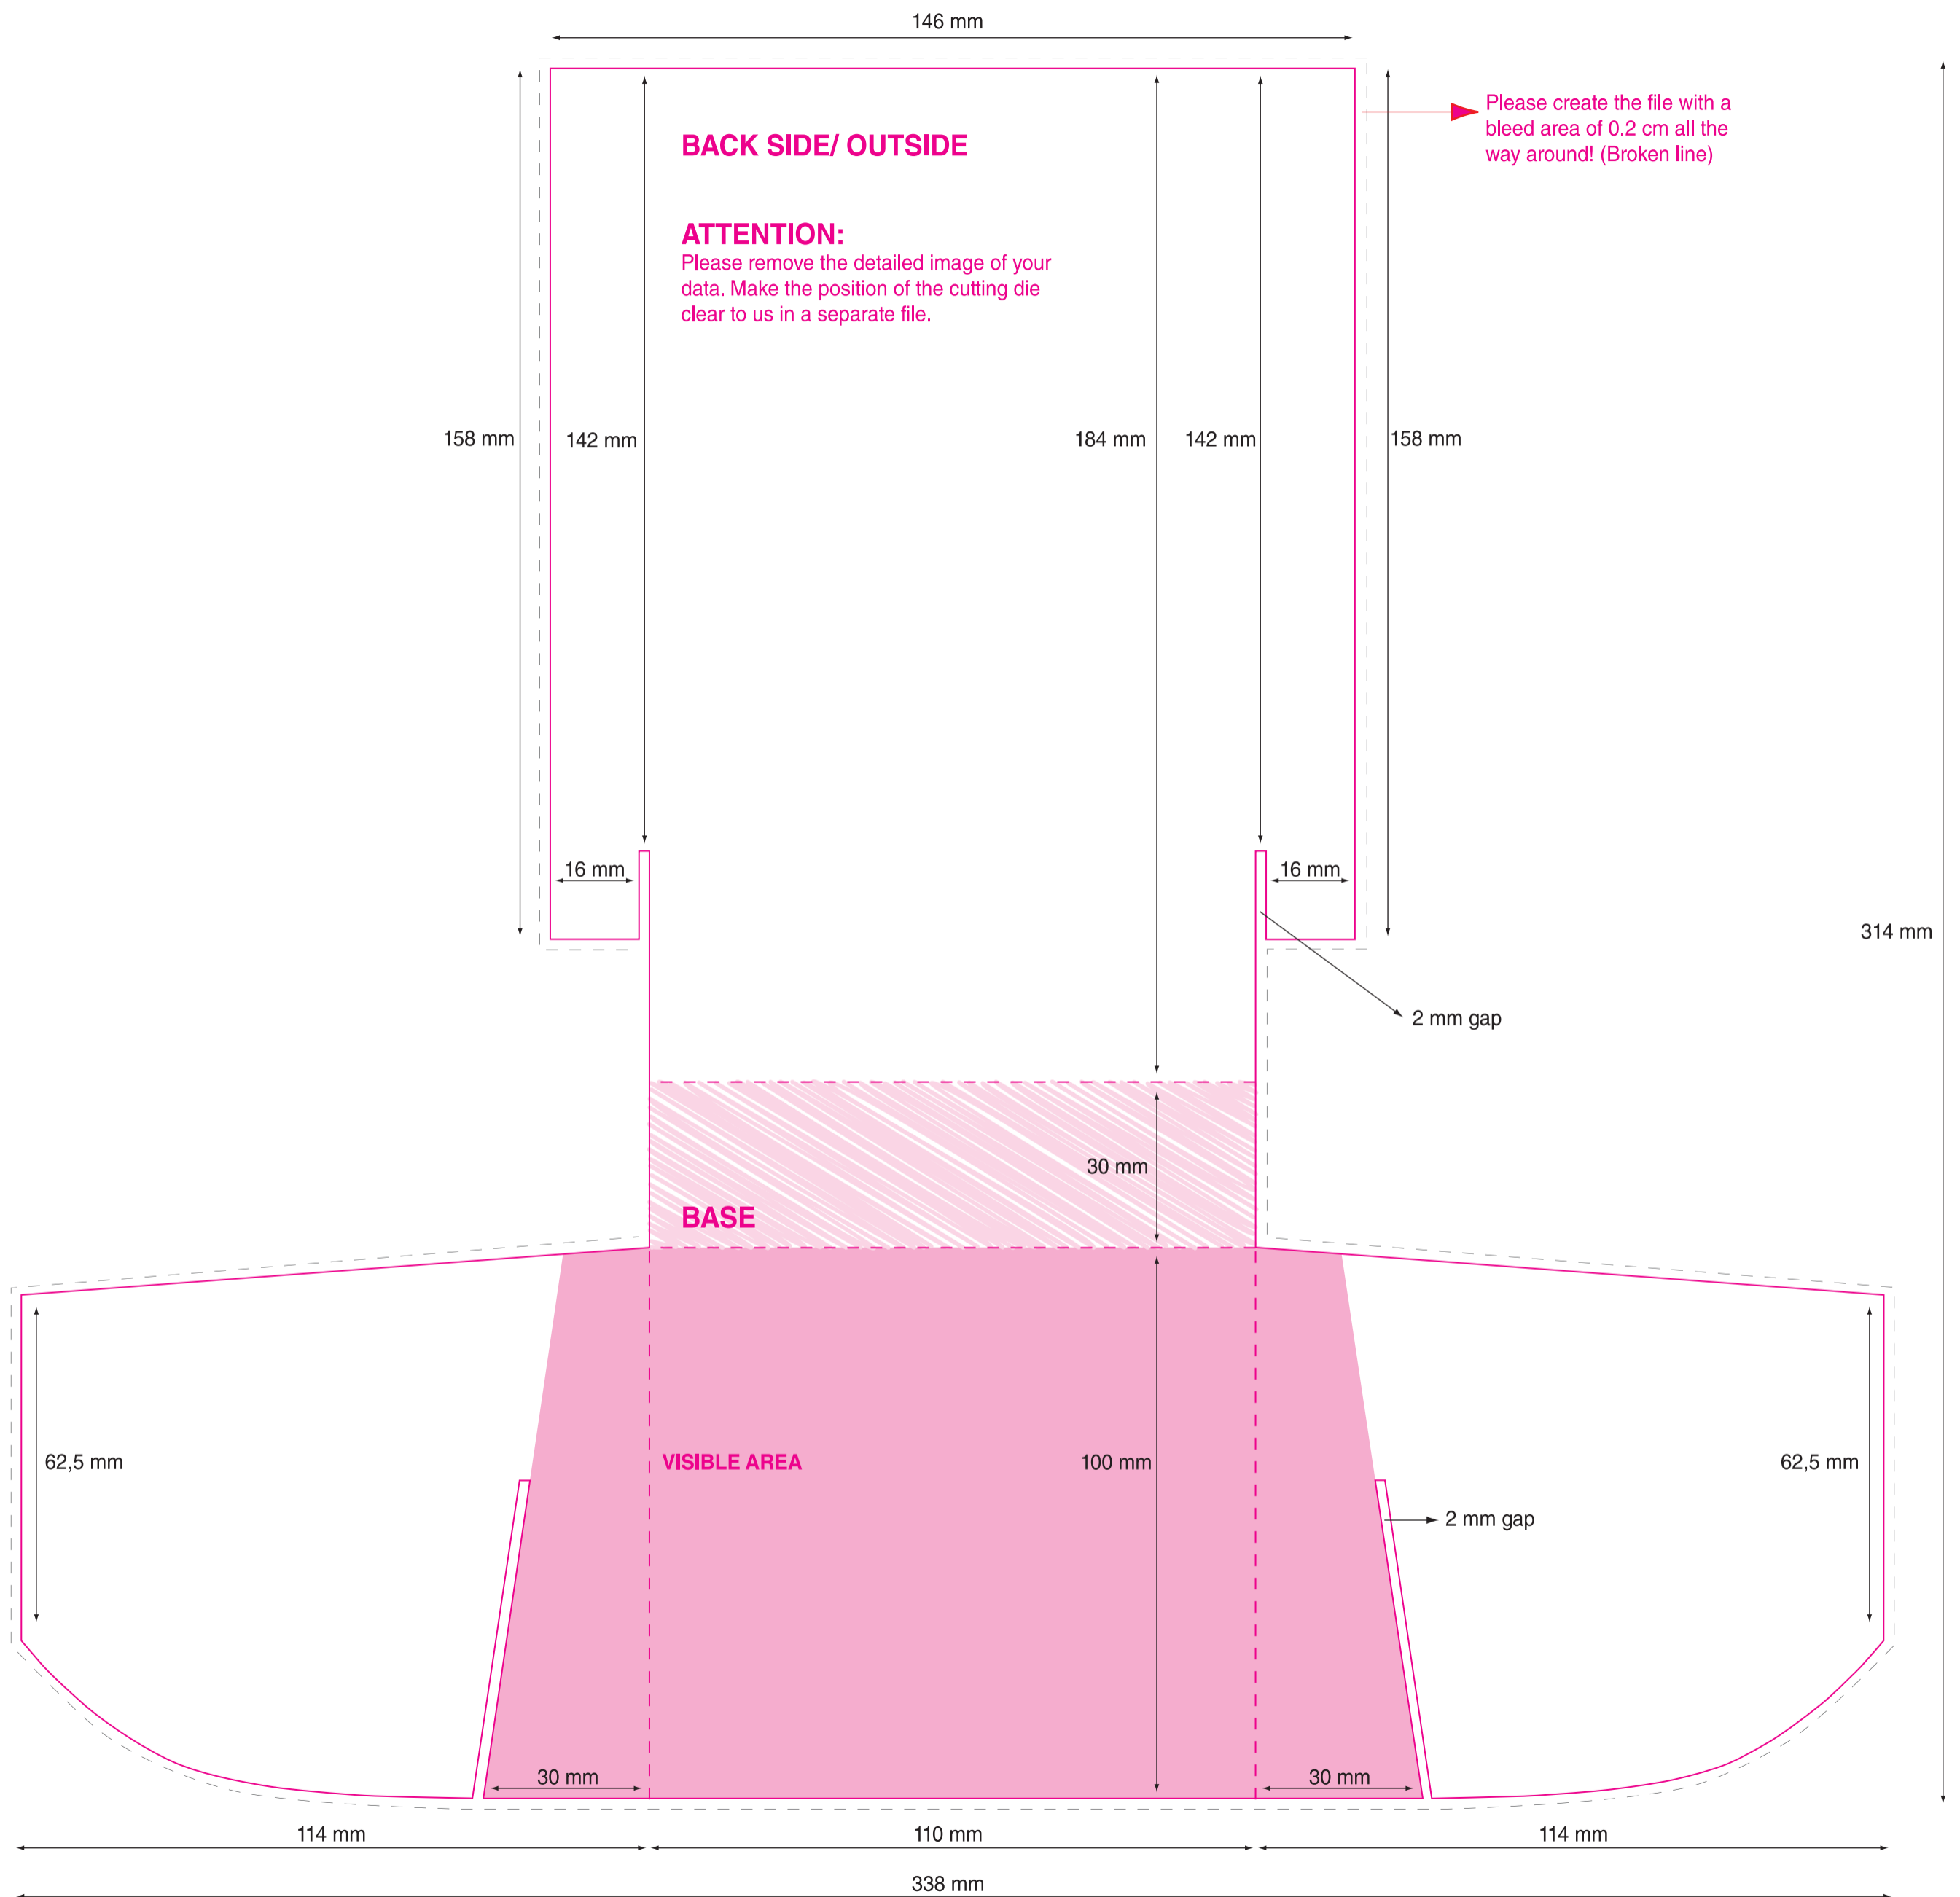 146 mm
Please create the file with a
bleed area of 0.2 cm all the
way around! (Broken line)
BACK SIDE/ OUTSIDE
ATTENTION:
Please remove the detailed image of your
data. Make the position of the cutting die
clear to us in a separate file.
158 mm
142 mm
184 mm
142 mm
158 mm
16 mm
16 mm
314 mm
2 mm gap
30 mm
BASE
62,5 mm
VISIBLE AREA
100 mm
62,5 mm
2 mm gap
30 mm
30 mm
114 mm
110 mm
114 mm
338 mm